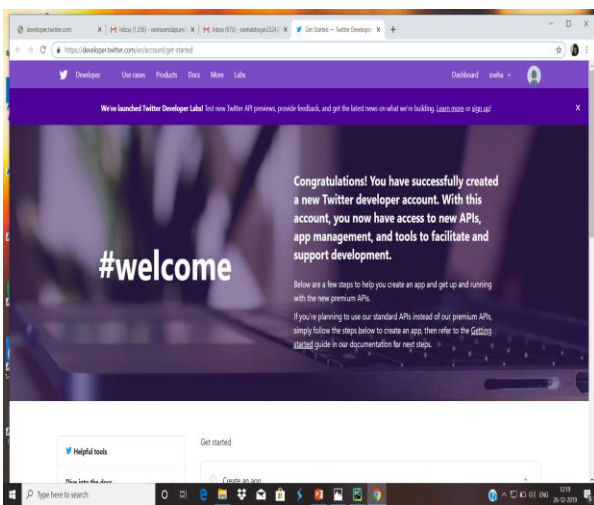 developer.twitter.com
Get Started — Twitter Develope
https://developer.twitter.com/en/account/get-started
Developer Use cases Products Docs More Labs Dashboard sneha
We've launched Twitter Developer Labs! Test new Twitter API previews, provide feedback, and get the latest news on what we're building. Learn more or sign up! X
#welcome
Congratulations! You have successfully created
a new Twitter developer account. With this
account, you now have access to new APIs,
app management, and tools to facilitate and
support development.
Below are a few steps to help you create an app and get up and running
with the new premium APIs.
If you're planning to use our standard APIs instead of our premium APIs,
simply follow the steps below to create an app, then refer to the Getting
started guide in our documentation for next steps.
Get started
Helpful tools
Dive into the docs
Create an app
Type here to search
ENG
12:19
26-12-2019